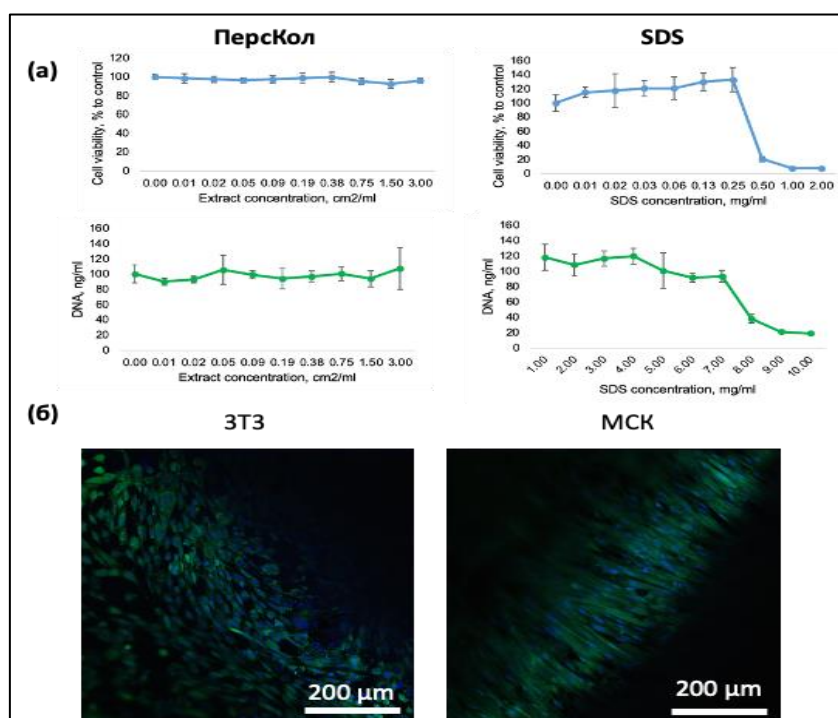 ПерсКол
SDS
(а)
Cell viability, % to control
120
100
80
60
40
20
0
0.00 0.01 0.02 0.05 0.09 0.19 0.38 0.75 1.50 3.00
Extract concentration, cm2/ml
Cell viability, % to control
160
140
120
100
80
60
40
20
0
0.00 0.01 0.02 0.03 0.06 0.13 0.25 0.50 1.00 2.00
SDS concentration, mg/ml
DNA, ng/ml
160
140
120
100
80
60
40
20
0
0.00 0.01 0.02 0.05 0.09 0.19 0.38 0.75 1.50 3.00
Extract concentration, cm2/ml
DNA, ng/ml
160
140
120
100
80
60
40
20
0
1.00 2.00 3.00 4.00 5.00 6.00 7.00 8.00 9.00 10.00
SDS concentration, mg/ml
(б)
3Т3
МСК
200 µm
200 µm